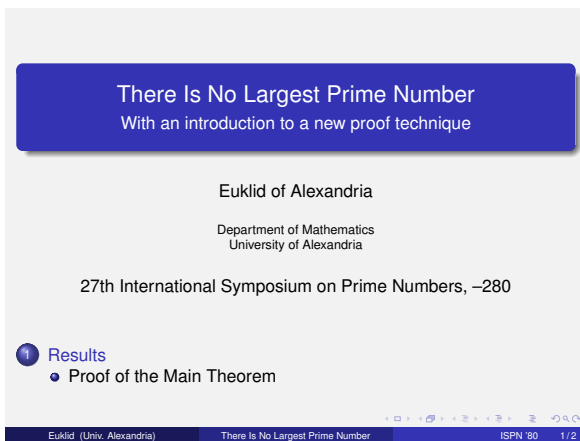 There Is No Largest Prime Number
With an introduction to a new proof technique
Euklid of Alexandria
Department of Mathematics
University of Alexandria
27th International Symposium on Prime Numbers, –280
1 Results
Proof of the Main Theorem
Euklid (Univ. Alexandria) There Is No Largest Prime Number ISPN '80 1 / 2